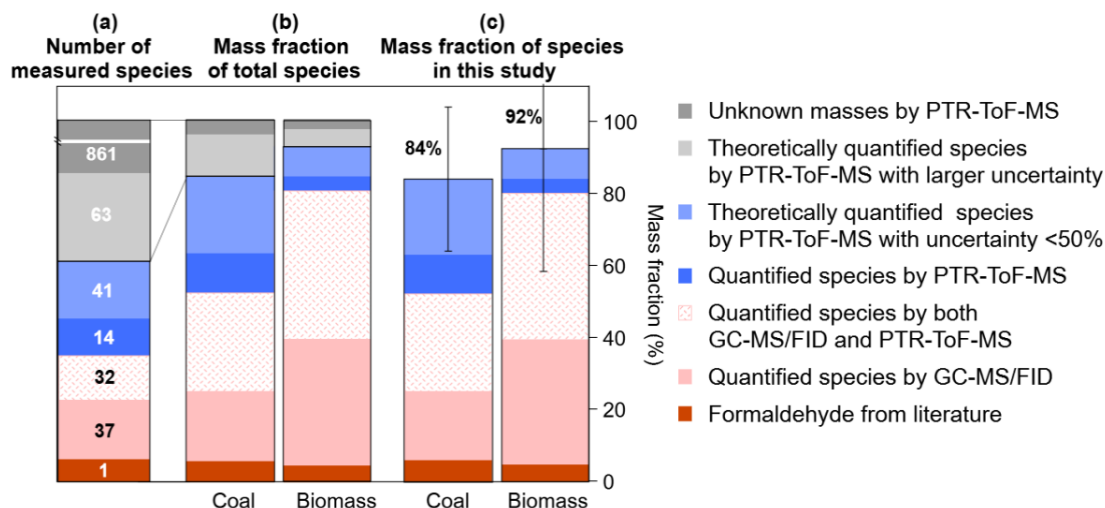 (a)
Number of
measured species
(b)
Mass fraction
of total species
(c)
Mass fraction of species
in this study
861
63
41
14
32
37
1
84%
92%
100
80
60
40
20
0
Mass fraction (%)
Coal
Biomass
Coal
Biomass
Unknown masses by PTR-ToF-MS
Theoretically quantified species
by PTR-ToF-MS with larger uncertainty
Theoretically quantified species
by PTR-ToF-MS with uncertainty <50%
Quantified species by PTR-ToF-MS
Quantified species by both
GC-MS/FID and PTR-ToF-MS
Quantified species by GC-MS/FID
Formaldehyde from literature